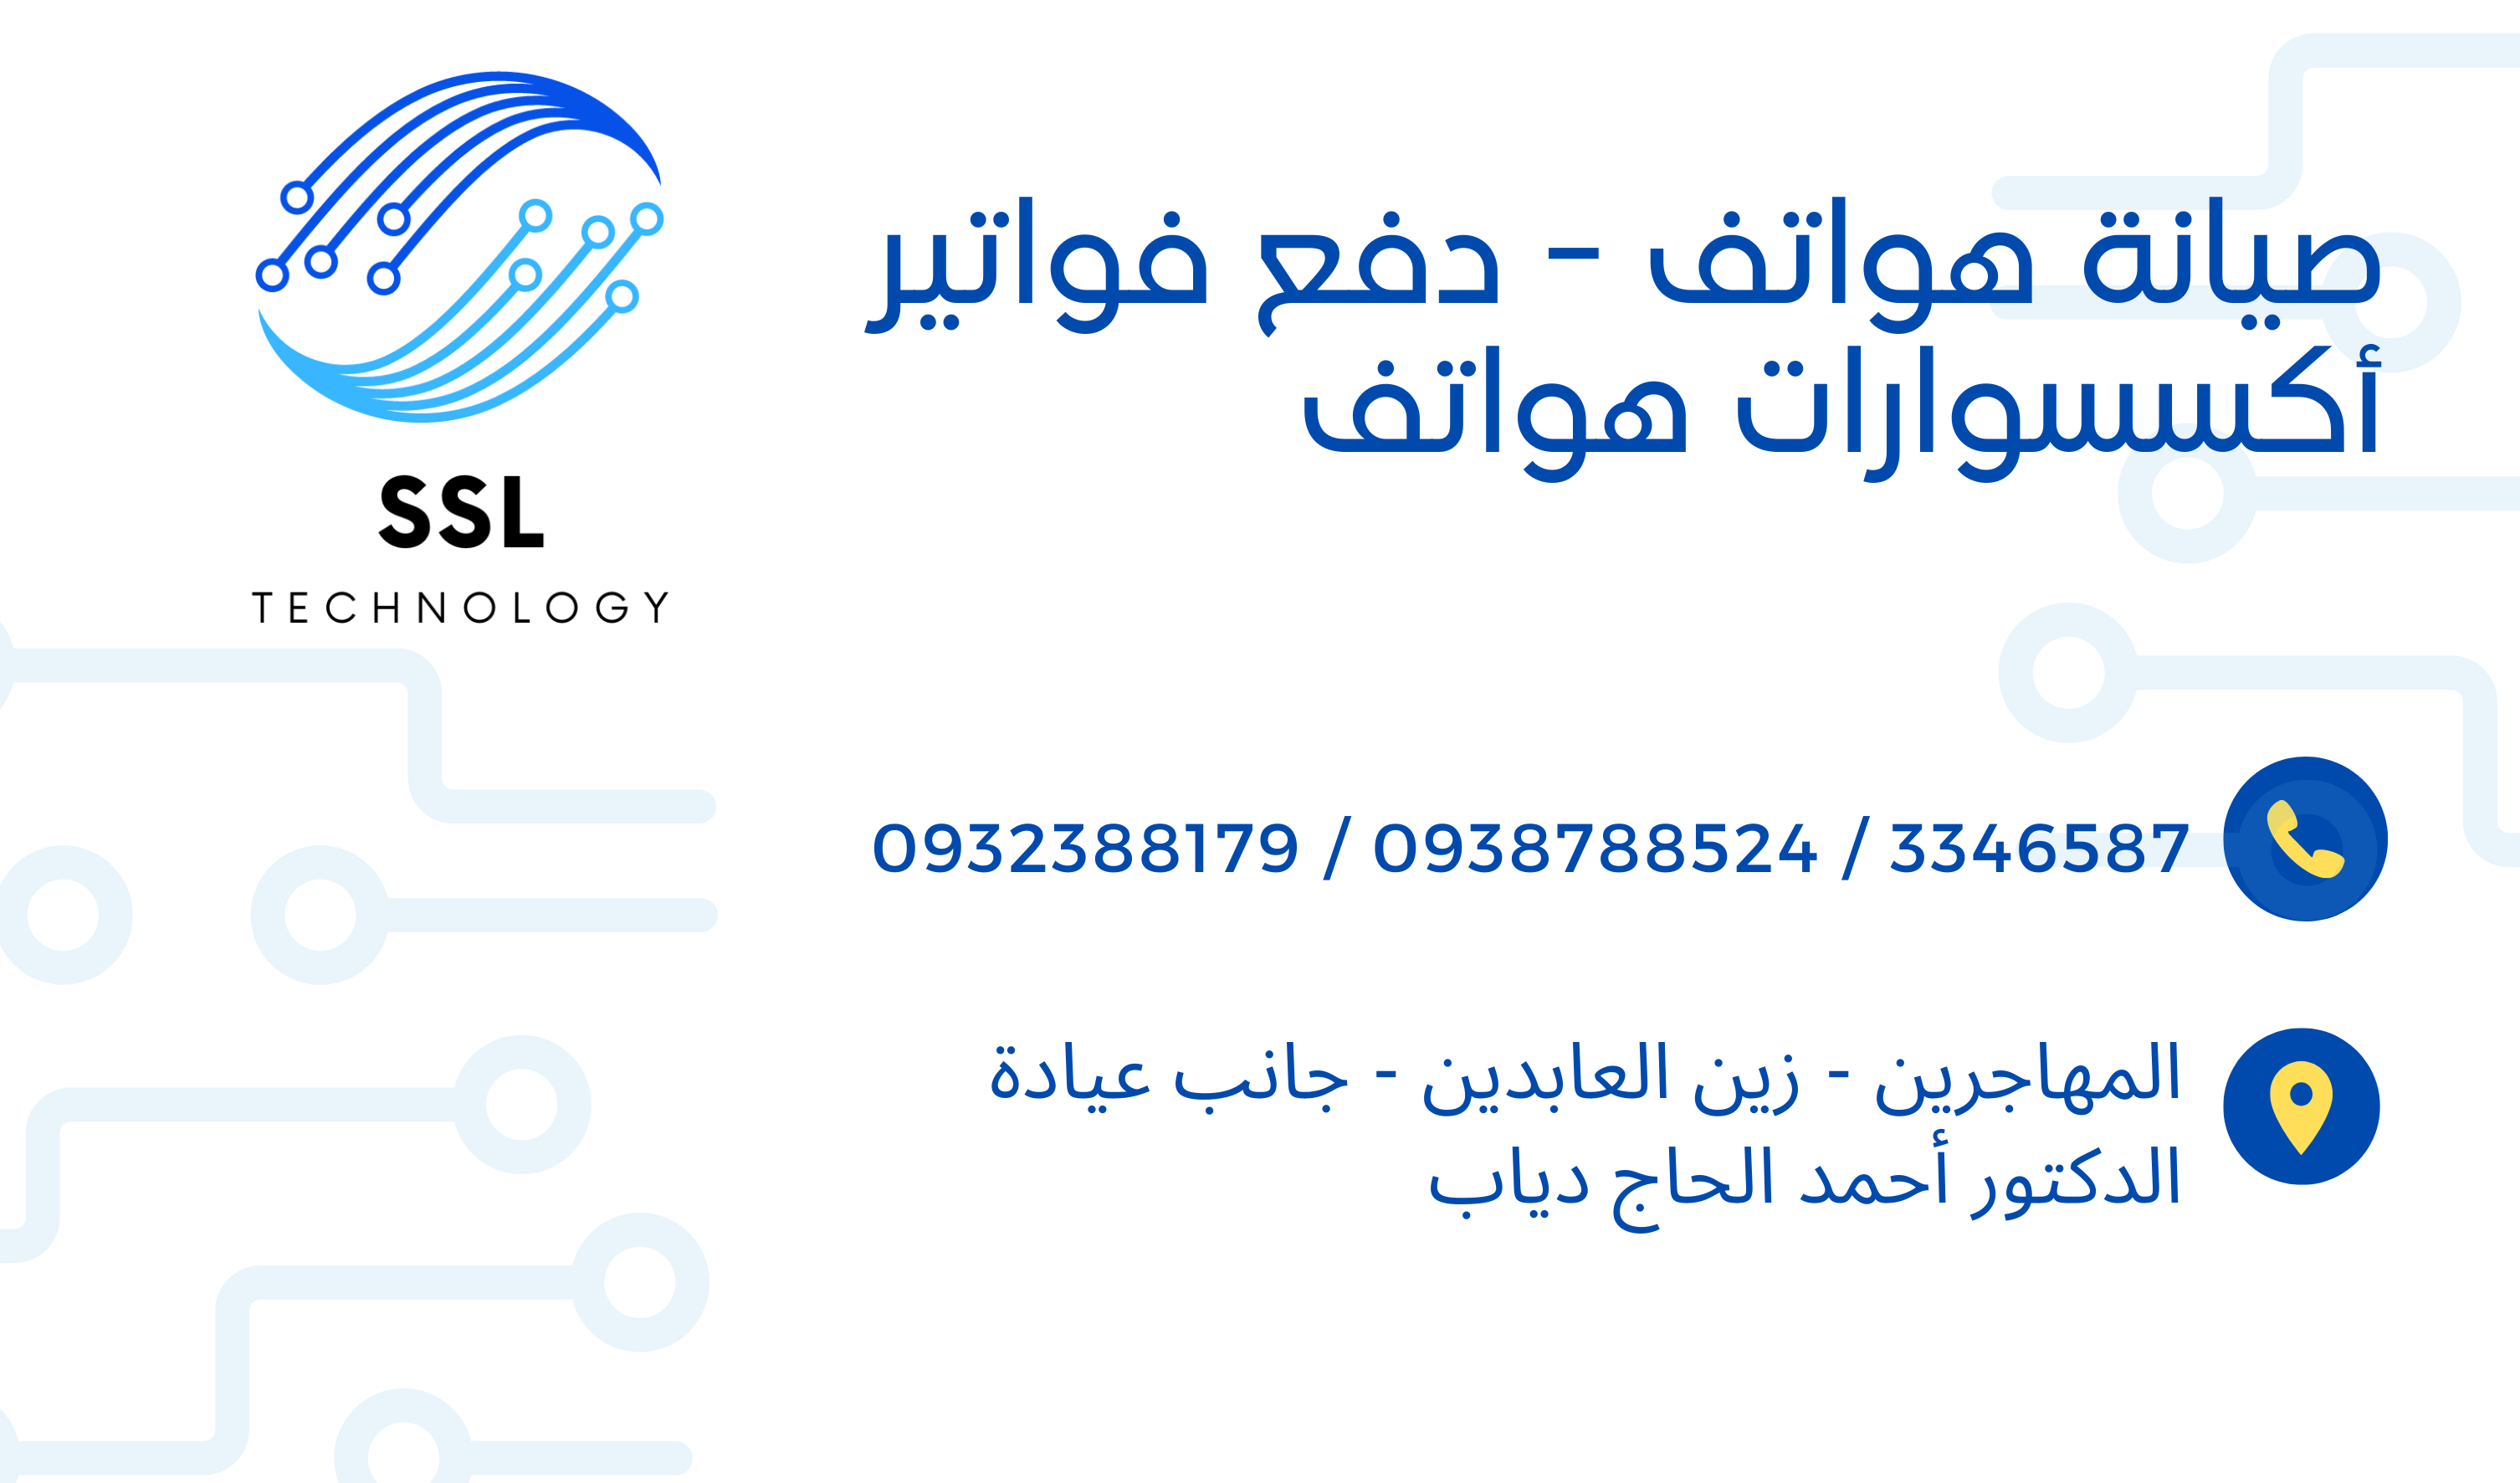 SSL
TECHNOLOGY
صيانة هواتف - دفع فواتير
أكسسوارات هواتف
0932388179 / 0938788524 / 3346587
المهاجرين - زين العابدين - جانب عيادة
الدكتور أحمد الحاج دياب